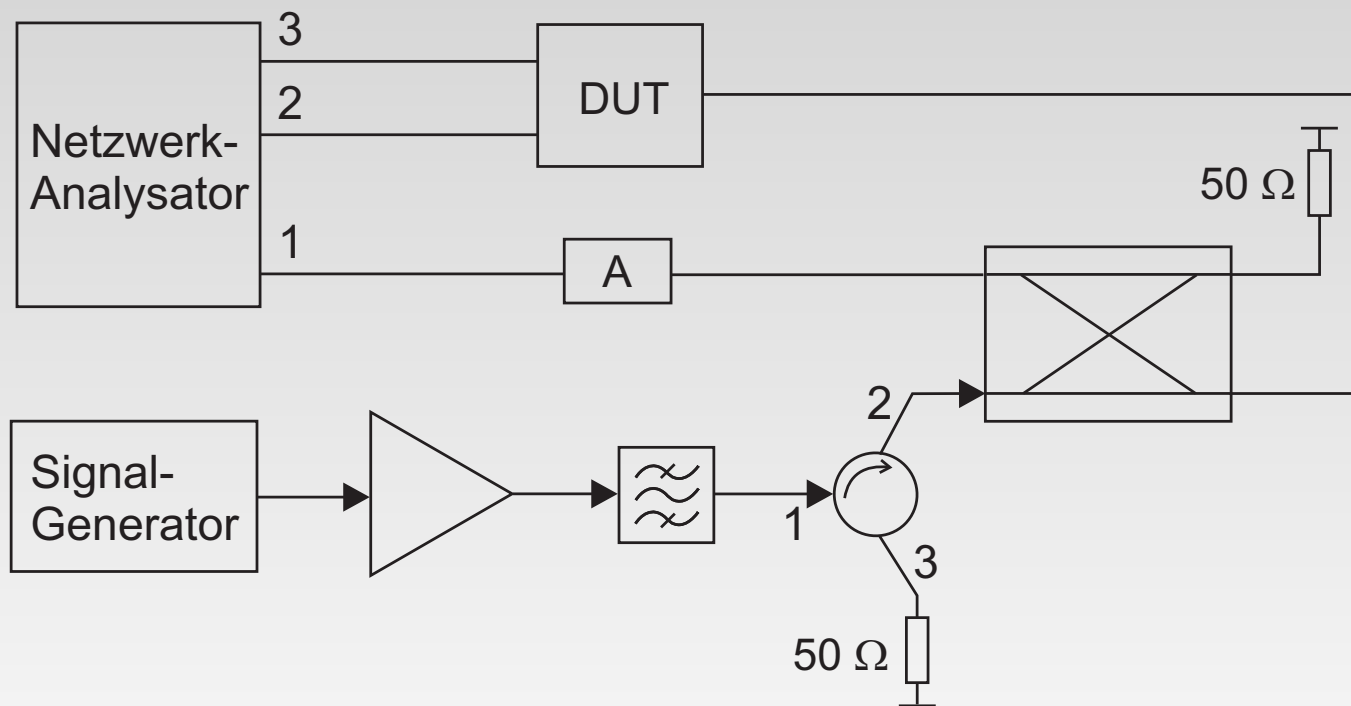 3
2
DUT
Netzwerk-
Analysator
50 Ω
1
A
2
Signal-
Generator
1
3
50 Ω